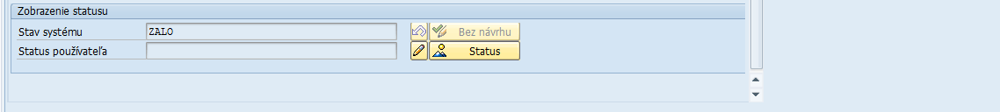 Zobrazenie statusu
Stav systému ZALO Bez návrhu
Status používateľa Status